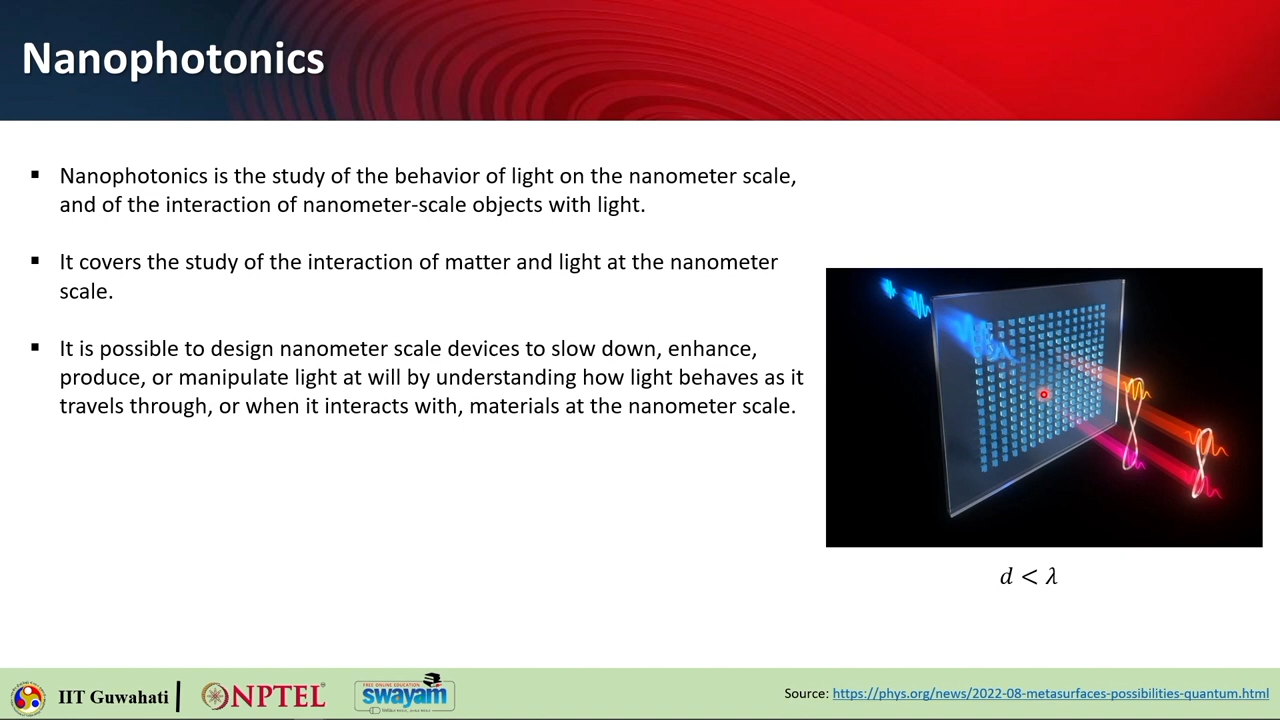 Nanophotonics
▪ Nanophotonics is the study of the behavior of light on the nanometer scale,
and of the interaction of nanometer-scale objects with light.
▪ It covers the study of the interaction of matter and light at the nanometer
scale.
▪ It is possible to design nanometer scale devices to slow down, enhance,
produce, or manipulate light at will by understanding how light behaves as it
travels through, or when it interacts with, materials at the nanometer scale.
d < λ
IIT Guwahati
NPTEL
FREE ONLINE EDUCATION
swayam
Source: https://phys.org/news/2022-08-metasurfaces-possibilities-quantum.html